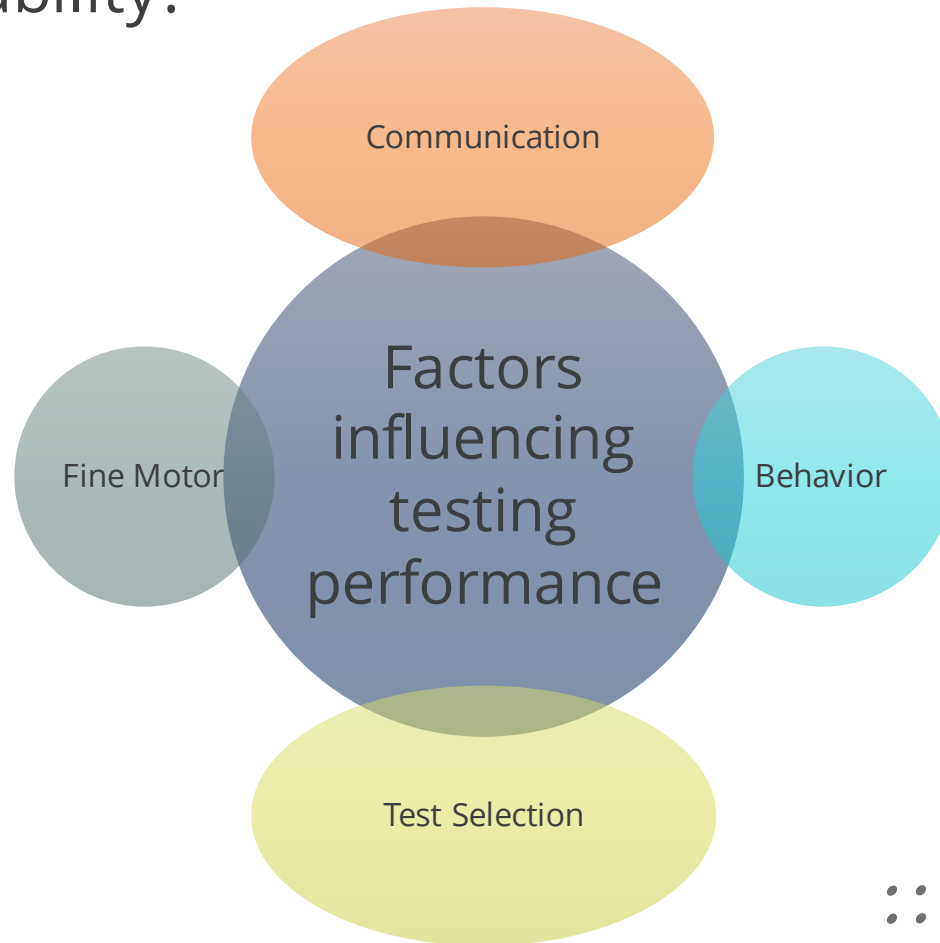 Communication
Factors
influencing
testing
performance
Fine Motor
Behavior
Test Selection